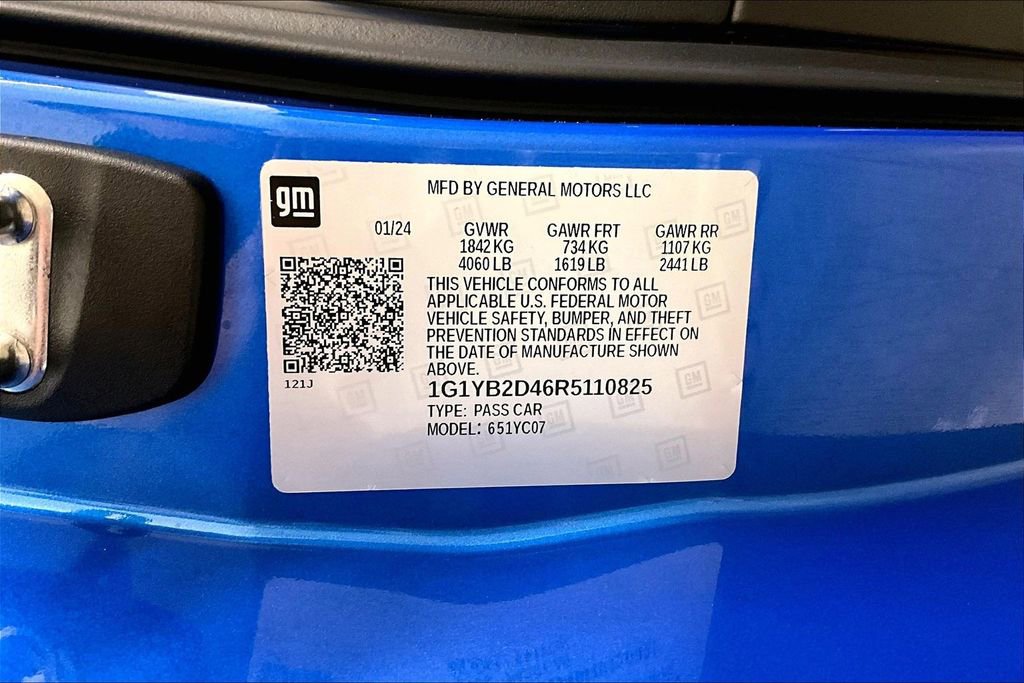 gm
MFD BY GENERAL MOTORS LLC
01/24 GVWR GAWR FRT GAWR RR
1842 KG 734 KG 1107 KG
4060 LB 1619 LB 2441 LB
THIS VEHICLE CONFORMS TO ALL
APPLICABLE U.S. FEDERAL MOTOR
VEHICLE SAFETY, BUMPER, AND THEFT
PREVENTION STANDARDS IN EFFECT ON
THE DATE OF MANUFACTURE SHOWN
ABOVE.
121J
1G1YB2D46R5110825
TYPE: PASS CAR
MODEL: 651YC07